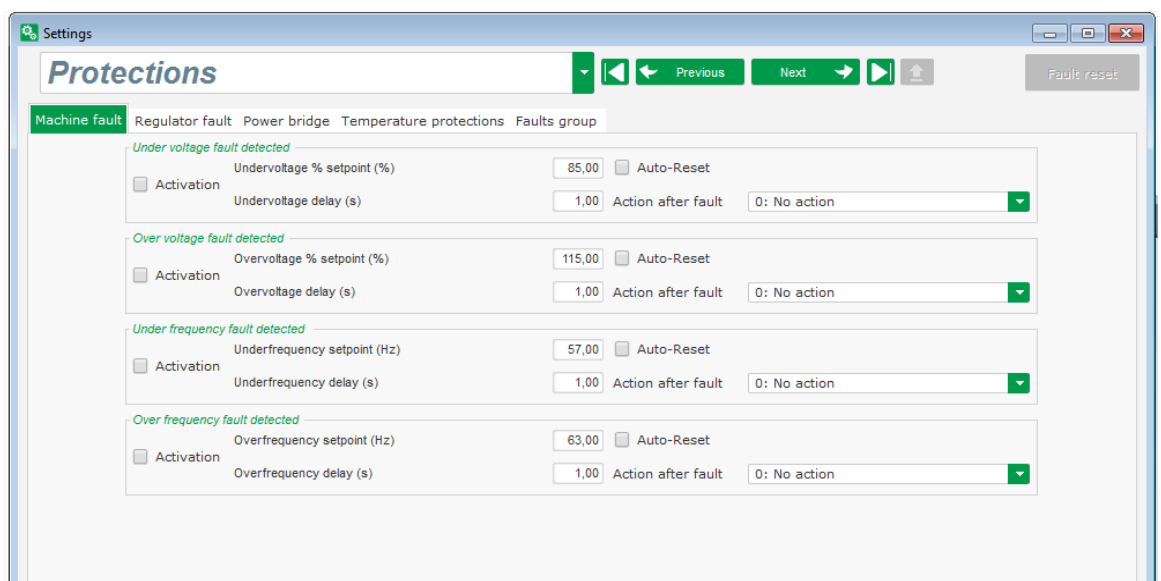 Settings
Protections
Previous
Next
Fault reset
Machine fault Regulator fault Power bridge Temperature protections Faults group
Under voltage fault detected
Undervoltage % setpoint (%) 85,00 Auto-Reset
Activation
Undervoltage delay (s) 1,00 Action after fault 0: No action
Over voltage fault detected
Overvoltage % setpoint (%) 115,00 Auto-Reset
Activation
Overvoltage delay (s) 1,00 Action after fault 0: No action
Under frequency fault detected
Underfrequency setpoint (Hz) 57,00 Auto-Reset
Activation
Underfrequency delay (s) 1,00 Action after fault 0: No action
Over frequency fault detected
Overfrequency setpoint (Hz) 63,00 Auto-Reset
Activation
Overfrequency delay (s) 1,00 Action after fault 0: No action